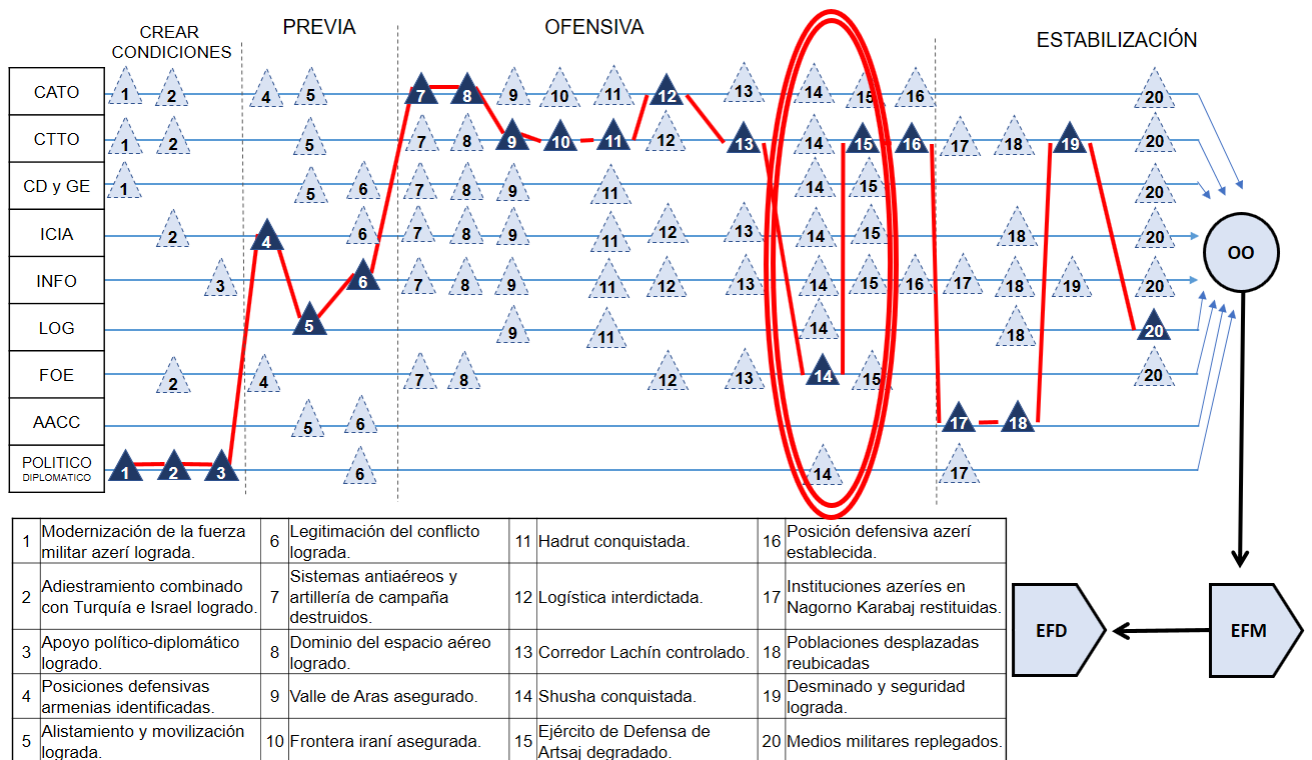 CREAR
CONDICIONES
PREVIA
OFENSIVA
ESTABILIZACIÓN
CATO 1 2 4 5 7 8 9 10 11 12 13 14 15 16 20
CTTO 1 2 5 7 8 9 10 11 12 13 14 15 16 17 18 19 20
CD y GE 1 5 6 7 8 9 11 14 15 20
ICIA 2 4 6 7 8 9 11 12 13 14 15 18 20
INFO 3 6 7 8 9 11 12 13 14 15 16 17 18 19 20
LOG 5 9 11 14 18 20
FOE 2 4 7 8 12 13 14 15 20
AACC 5 6 17 18
POLITICO
DIPLOMATICO
1 2 3 6 14 17
OO
EFD
EFM
1 Modernización de la fuerza
militar azerí lograda.
6 Legitimación del conflicto
lograda.
11 Hadrut conquistada.
16 Posición defensiva azerí
establecida.
2 Adiestramiento combinado
con Turquía e Israel logrado.
7 Sistemas antiaéreos y
artillería de campaña
destruidos.
12 Logística interdictada.
17 Instituciones azeríes en
Nagorno Karabaj restituidas.
3 Apoyo político-diplomático
logrado.
8 Dominio del espacio aéreo
logrado.
13 Corredor Lachín controlado.
18 Poblaciones desplazadas
reubicadas
4 Posiciones defensivas
armenias identificadas.
9 Valle de Aras asegurado.
14 Shusha conquistada.
19 Desminado y seguridad
lograda.
5 Alistamiento y movilización
lograda.
10 Frontera iraní asegurada.
15 Ejército de Defensa de
Artsaj degradado.
20 Medios militares replegados.